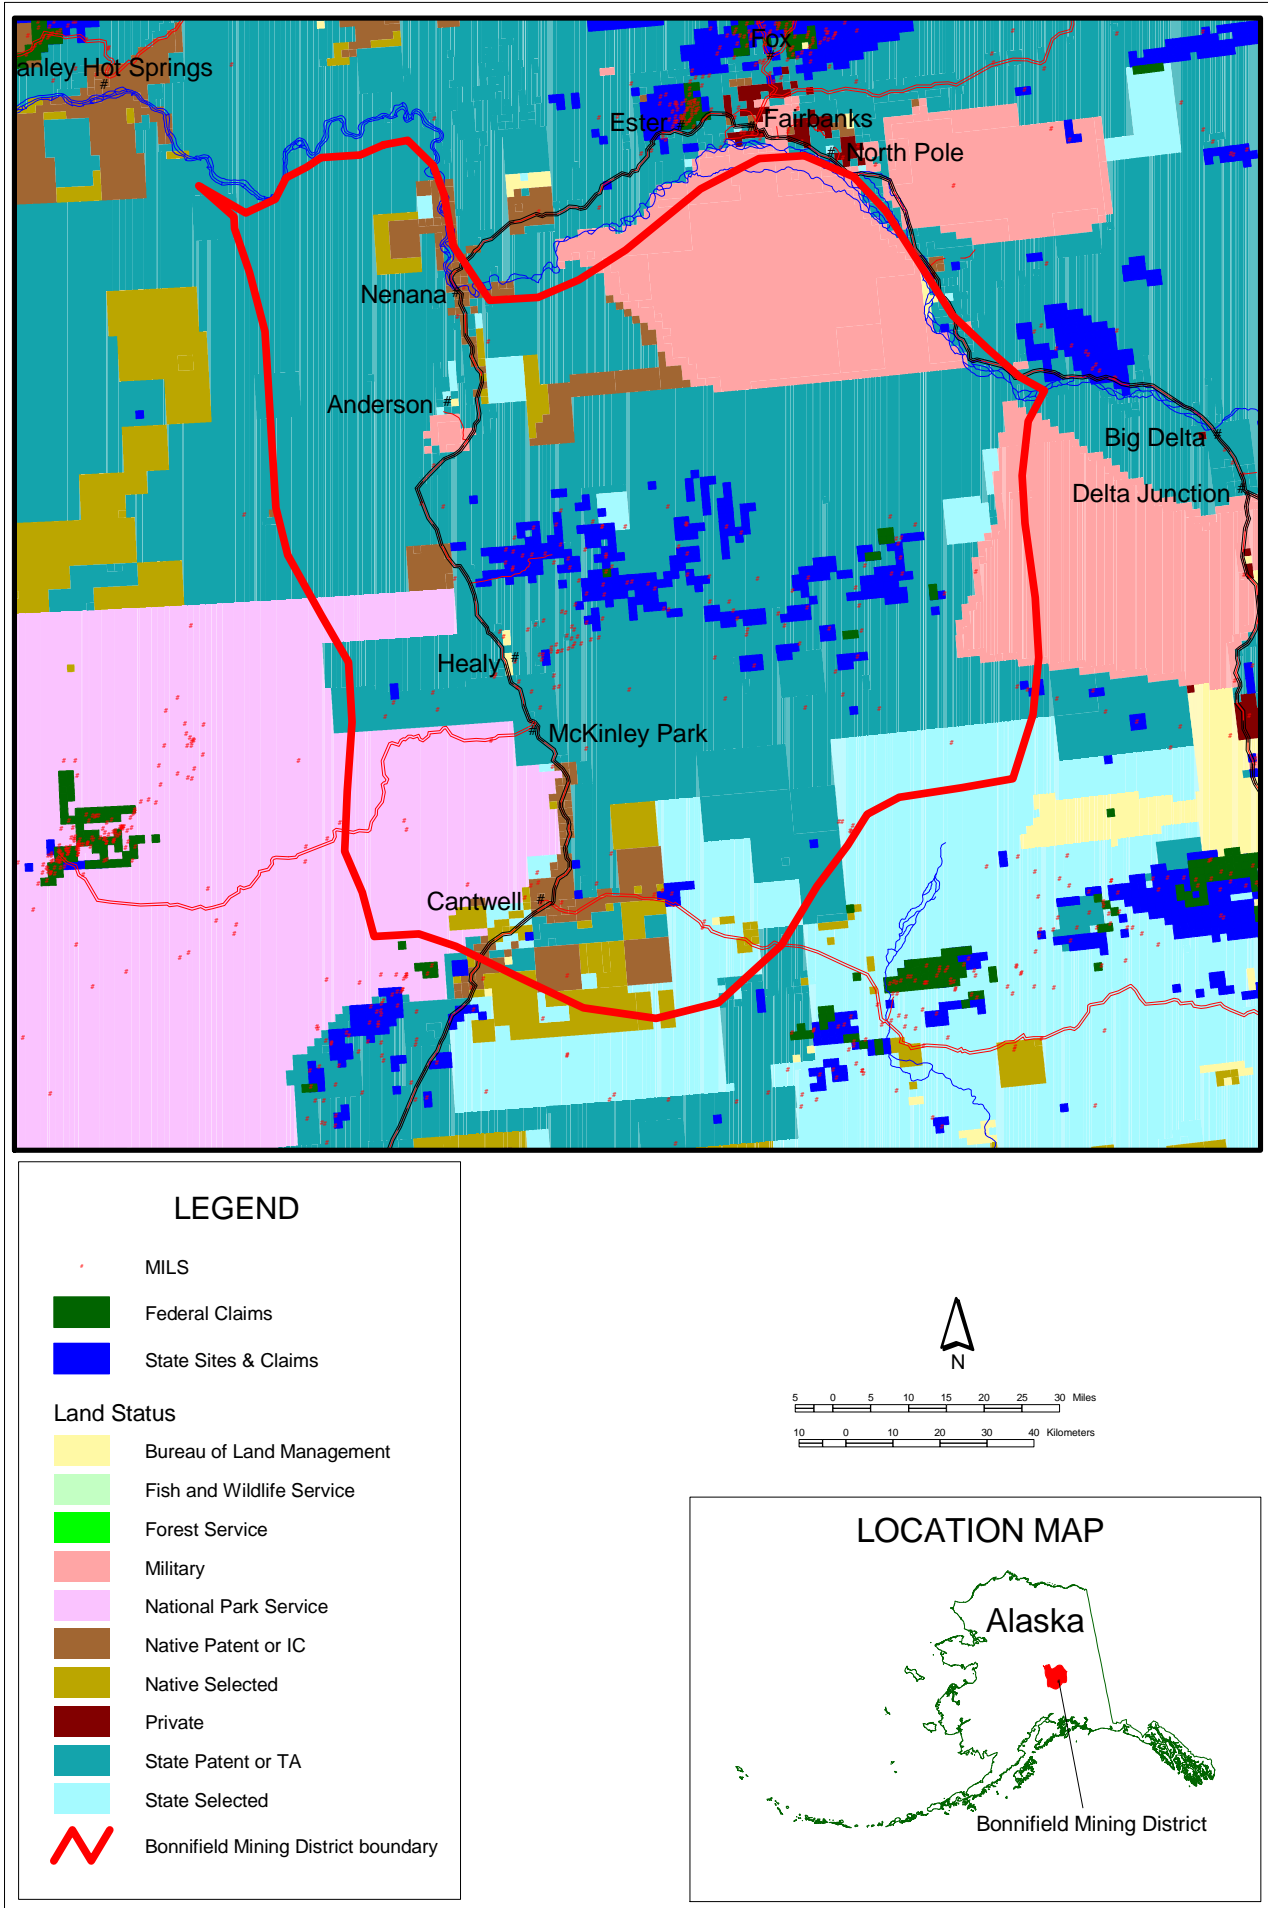 Fox
anley Hot Springs
Ester
Fairbanks
North Pole
Nenana
Anderson
Big Delta
Delta Junction
Healy
McKinley Park
Cantwell
LEGEND
MILS
Federal Claims
State Sites & Claims
Land Status
Bureau of Land Management
Fish and Wildlife Service
Forest Service
Military
National Park Service
Native Patent or IC
Native Selected
Private
State Patent or TA
State Selected
Bonnifield Mining District boundary
N
5 0 5 10 15 20 25 30 Miles
10 0 10 20 30 40 Kilometers
LOCATION MAP
Alaska
Bonnifield Mining District